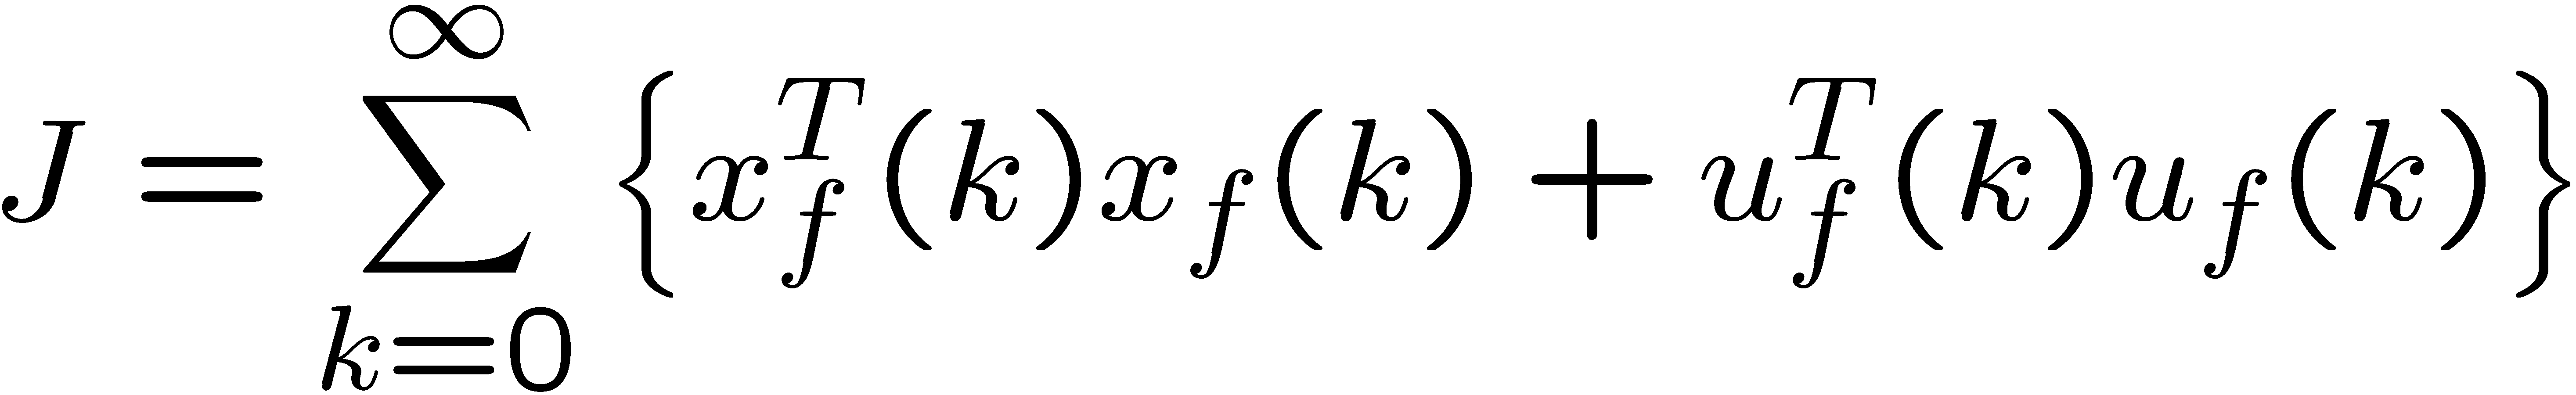 J = \sum_{k=0}^{\infty} \left\{ x_f^T(k) x_f(k) + u_f^T(k) u_f(k) \right\}